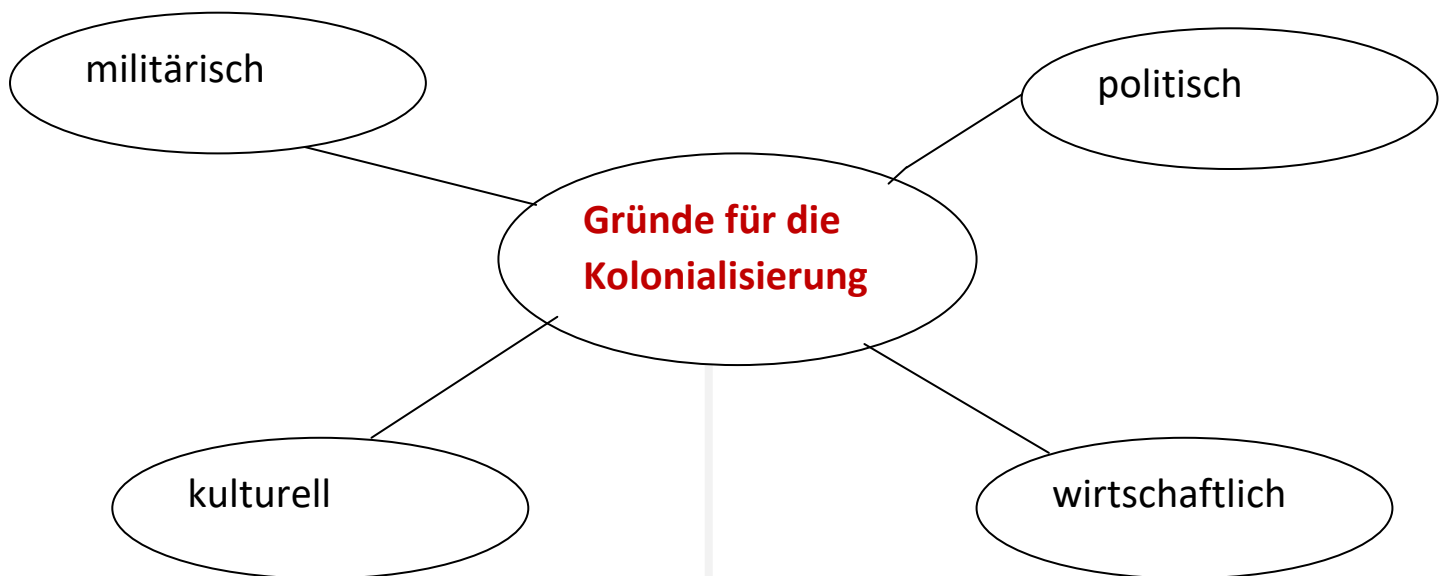 militärisch
politisch
Gründe für die
Kolonialisierung
kulturell
wirtschaftlich